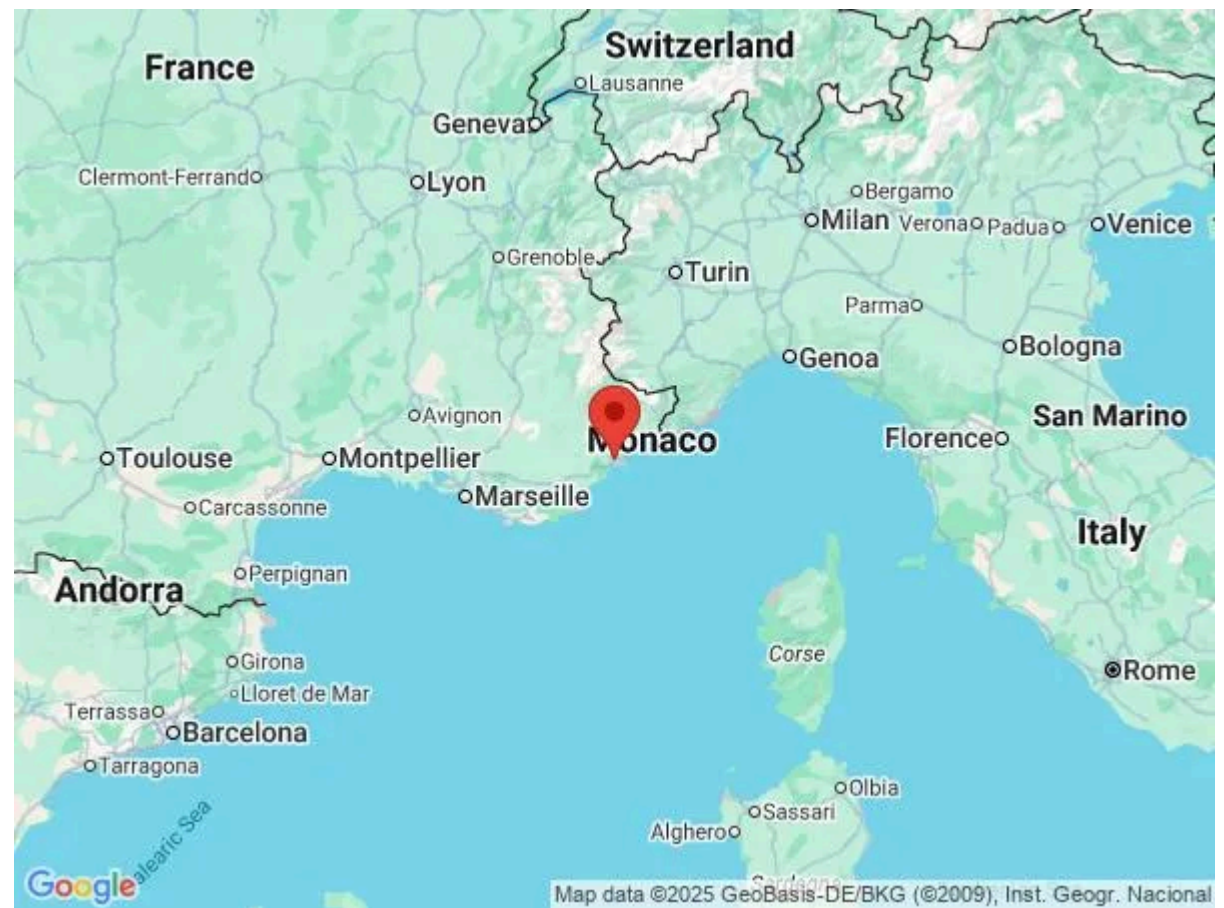 Switzerland
France
Lausanne
Geneva
Clermont-Ferrand
Lyon
Bergamo
Milan
Verona
Padua
Venice
Grenoble
Turin
Parma
Genoa
Bologna
Avignon
San Marino
Monaco
Florence
Toulouse
Montpellier
Marseille
Carcassonne
Italy
Perpignan
Andorra
Corse
Girona
Rome
Lloret de Mar
Terrassa
Barcelona
Tarragona
Olbia
Sassari
Alghero
alearic Sea
Google
Map data ©2025 GeoBasis-DE/BKG (©2009), Inst. Geogr. Nacional